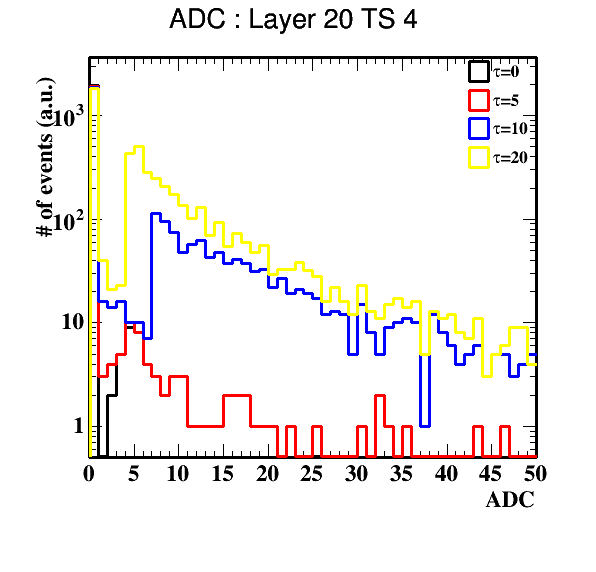 ADC : Layer 20 TS 4
# of events (a.u.)
10³
10²
10
1
τ=0
τ=5
τ=10
τ=20
0 5 10 15 20 25 30 35 40 45 50
ADC